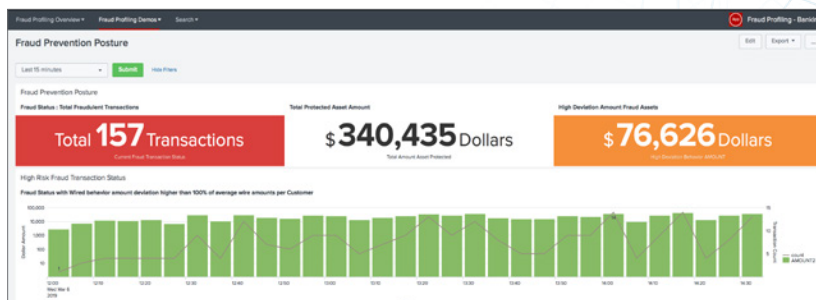 Fraud Profiling Overview Fraud Profiling Demos Search Fraud Profiling - Bankin
Fraud Prevention Posture Edit Export ...
Last 15 minutes Submit Hide Filters
Fraud Prevention Posture
Fraud Status : Total Fraudulent Transactions Total Protected Asset Amount High Deviation Amount Fraud Assets
Total 157 Transactions $ 340,435 Dollars $ 76,626 Dollars
Current Fraud Transaction Status Total Amount Asset Protected High Deviation Behavior AMOUNT
High Risk Fraud Transaction Status
Fraud Status with Wired behavior amount deviation higher than 100% of average wire amounts per Customer
100,000 15
10,000
1,000 10
100 5
10
Dollar Amount
Transaction Count
count
AMOUNT2
12:00 12:10 12:20 12:30 12:40 12:50 13:00 13:10 13:20 13:30 13:40 13:50 14:00 14:10 14:20 14:30
Wed Mar 6
2019